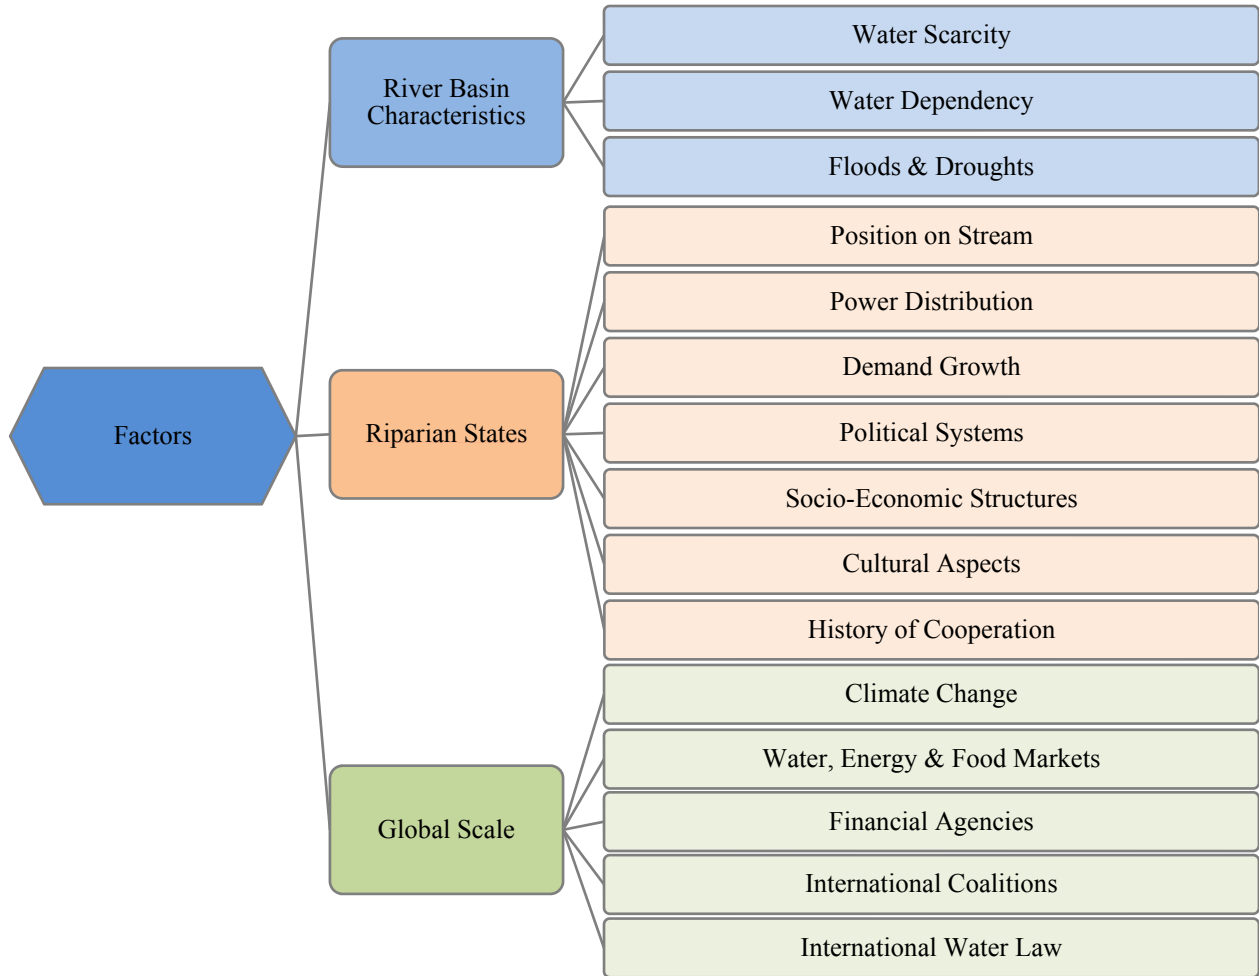 Factors
River Basin
Characteristics
Water Scarcity
Water Dependency
Floods & Droughts
Riparian States
Position on Stream
Power Distribution
Demand Growth
Political Systems
Socio-Economic Structures
Cultural Aspects
History of Cooperation
Global Scale
Climate Change
Water, Energy & Food Markets
Financial Agencies
International Coalitions
International Water Law